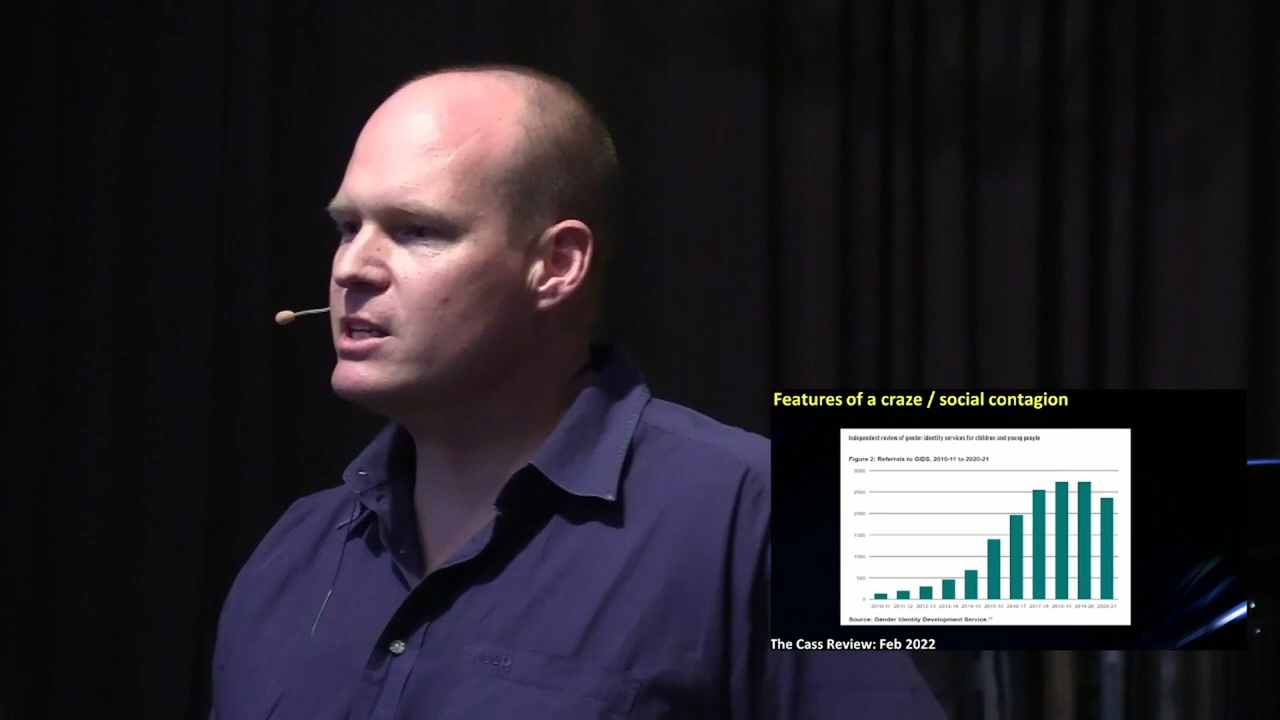 Features of a craze / social contagion
Independent review of gender identity services for children and young people
Figure 2: Referrals to GIDS, 2010-11 to 2020-21
3000
2500
2000
1500
1000
500
0
2010-11 2011-12 2012-13 2013-14 2014-15 2015-16 2016-17 2017-18 2018-19 2019-20 2020-21
Source: Gender Identity Development Service.
The Cass Review: Feb 2022